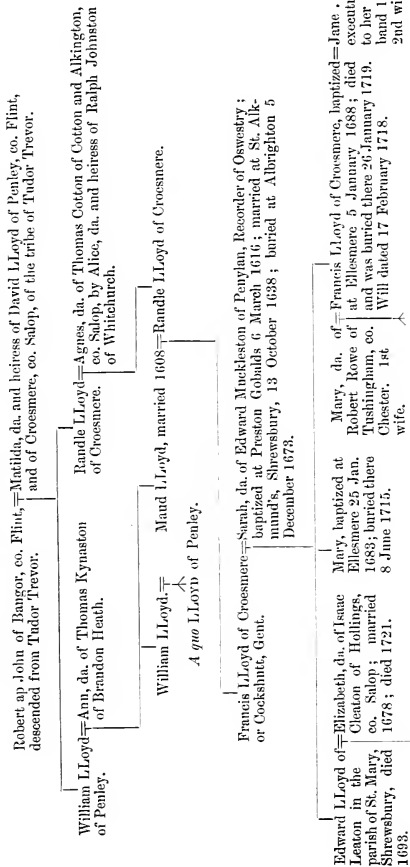 Robert ap John of Bangor, co. Flint,=Matilda, da. and heiress of David LLoyd of Penley, co. Flint,
descended from Tudor Trevor.
and of Croesmere, co. Salop, of the tribe of Tudor Trevor.
William LLoyd=Ann, da. of Thomas Kynaston
of Penley.
of Brandon Heath.
Randle LLoyd=Agnes, da. of Thomas Cotton of Cotton and Alkington,
of Croesmere.
co. Salop, by Alice, da. and heiress of Ralph Johnston
of Whitchurch.
William LLoyd.=
Maud LLoyd, married 1608=Randle LLoyd of Croesmere.
A quo LLOYD of Penley.
Francis LLoyd of Croesmere=Sarah, da. of Edward Muckleston of Penylan, Recorder of Oswestry;
or Cockshutt, Gent.
baptized at Preston Gobalds 6 March 1616; married at St. Alk-
mund's, Shrewsbury, 13 October 1638; buried at Albrighton 5
December 1673.
Edward LLoyd of=Elizabeth, da. of Isaac
Leaton in the
Cleaton of Hollings,
parish of St. Mary,
co. Salop; married
Shrewsbury, died
1678; died 1721.
1693.
Mary, baptized at
Ellesmere 25 Jan.
1683; buried there
8 June 1715.
Mary, da. of=Francis LLoyd of Croesmere, baptized=Jane .
Robert Rowe of
at Ellesmere 5 January 1688; died
execut
Tushingham, co.
and was buried there 26 January 1719.
to her
Chester. 1st
Will dated 17 February 1718.
band 1
wife.
2nd wi